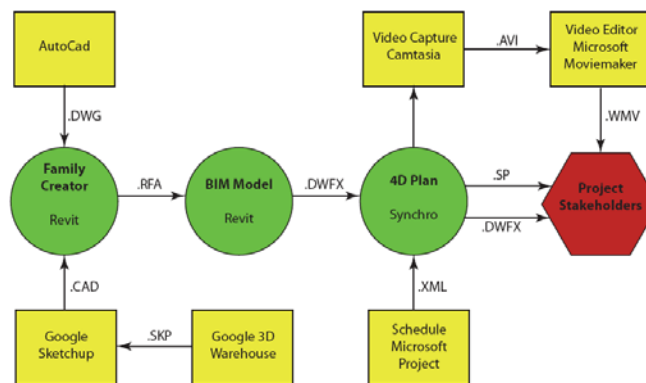 AutoCad
Video Capture
Camtasia
.AVI
Video Editor
Microsoft
Moviemaker
.DWG
.WMV
Family
Creator
Revit
.RFA
BIM Model
Revit
.DWFX
4D Plan
Synchro
.SP
.DWFX
Project
Stakeholders
.CAD
.XML
Google
Sketchup
.SKP
Google 3D
Warehouse
Schedule
Microsoft
Project